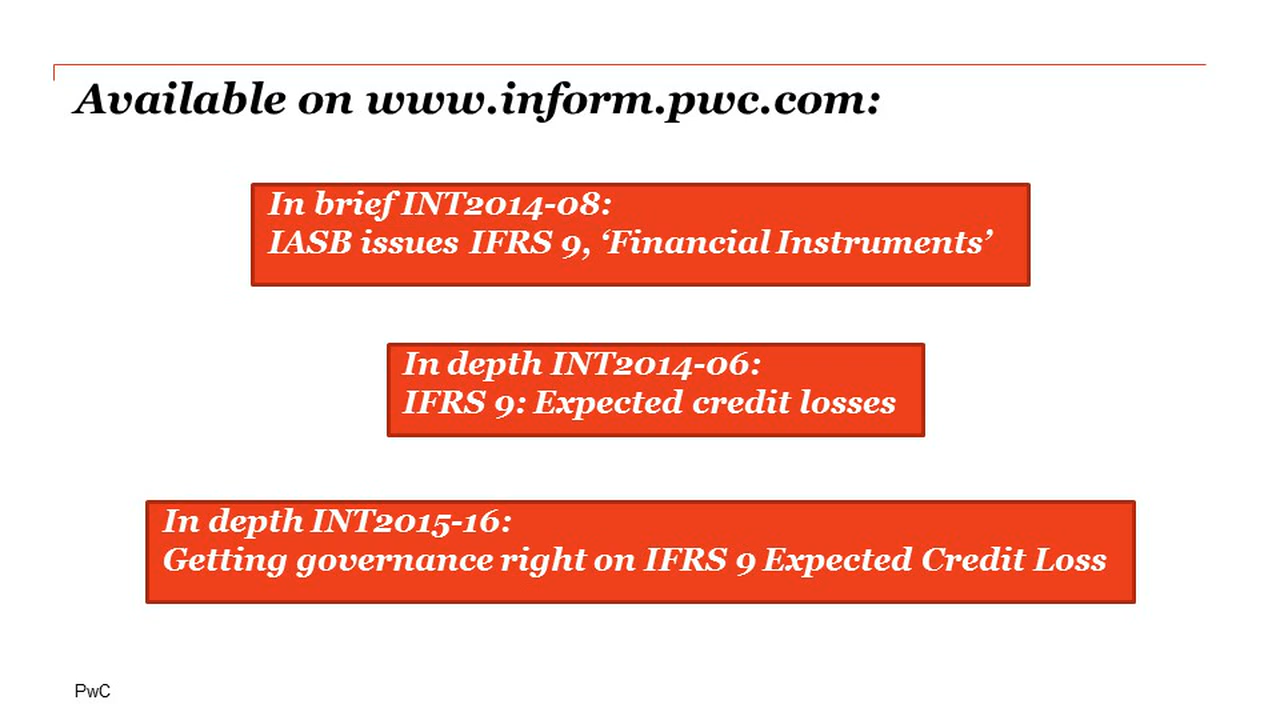 Available on www.inform.pwc.com:
In brief INT2014-08:
IASB issues IFRS 9, ‘Financial Instruments’
In depth INT2014-06:
IFRS 9: Expected credit losses
In depth INT2015-16:
Getting governance right on IFRS 9 Expected Credit Loss
PwC